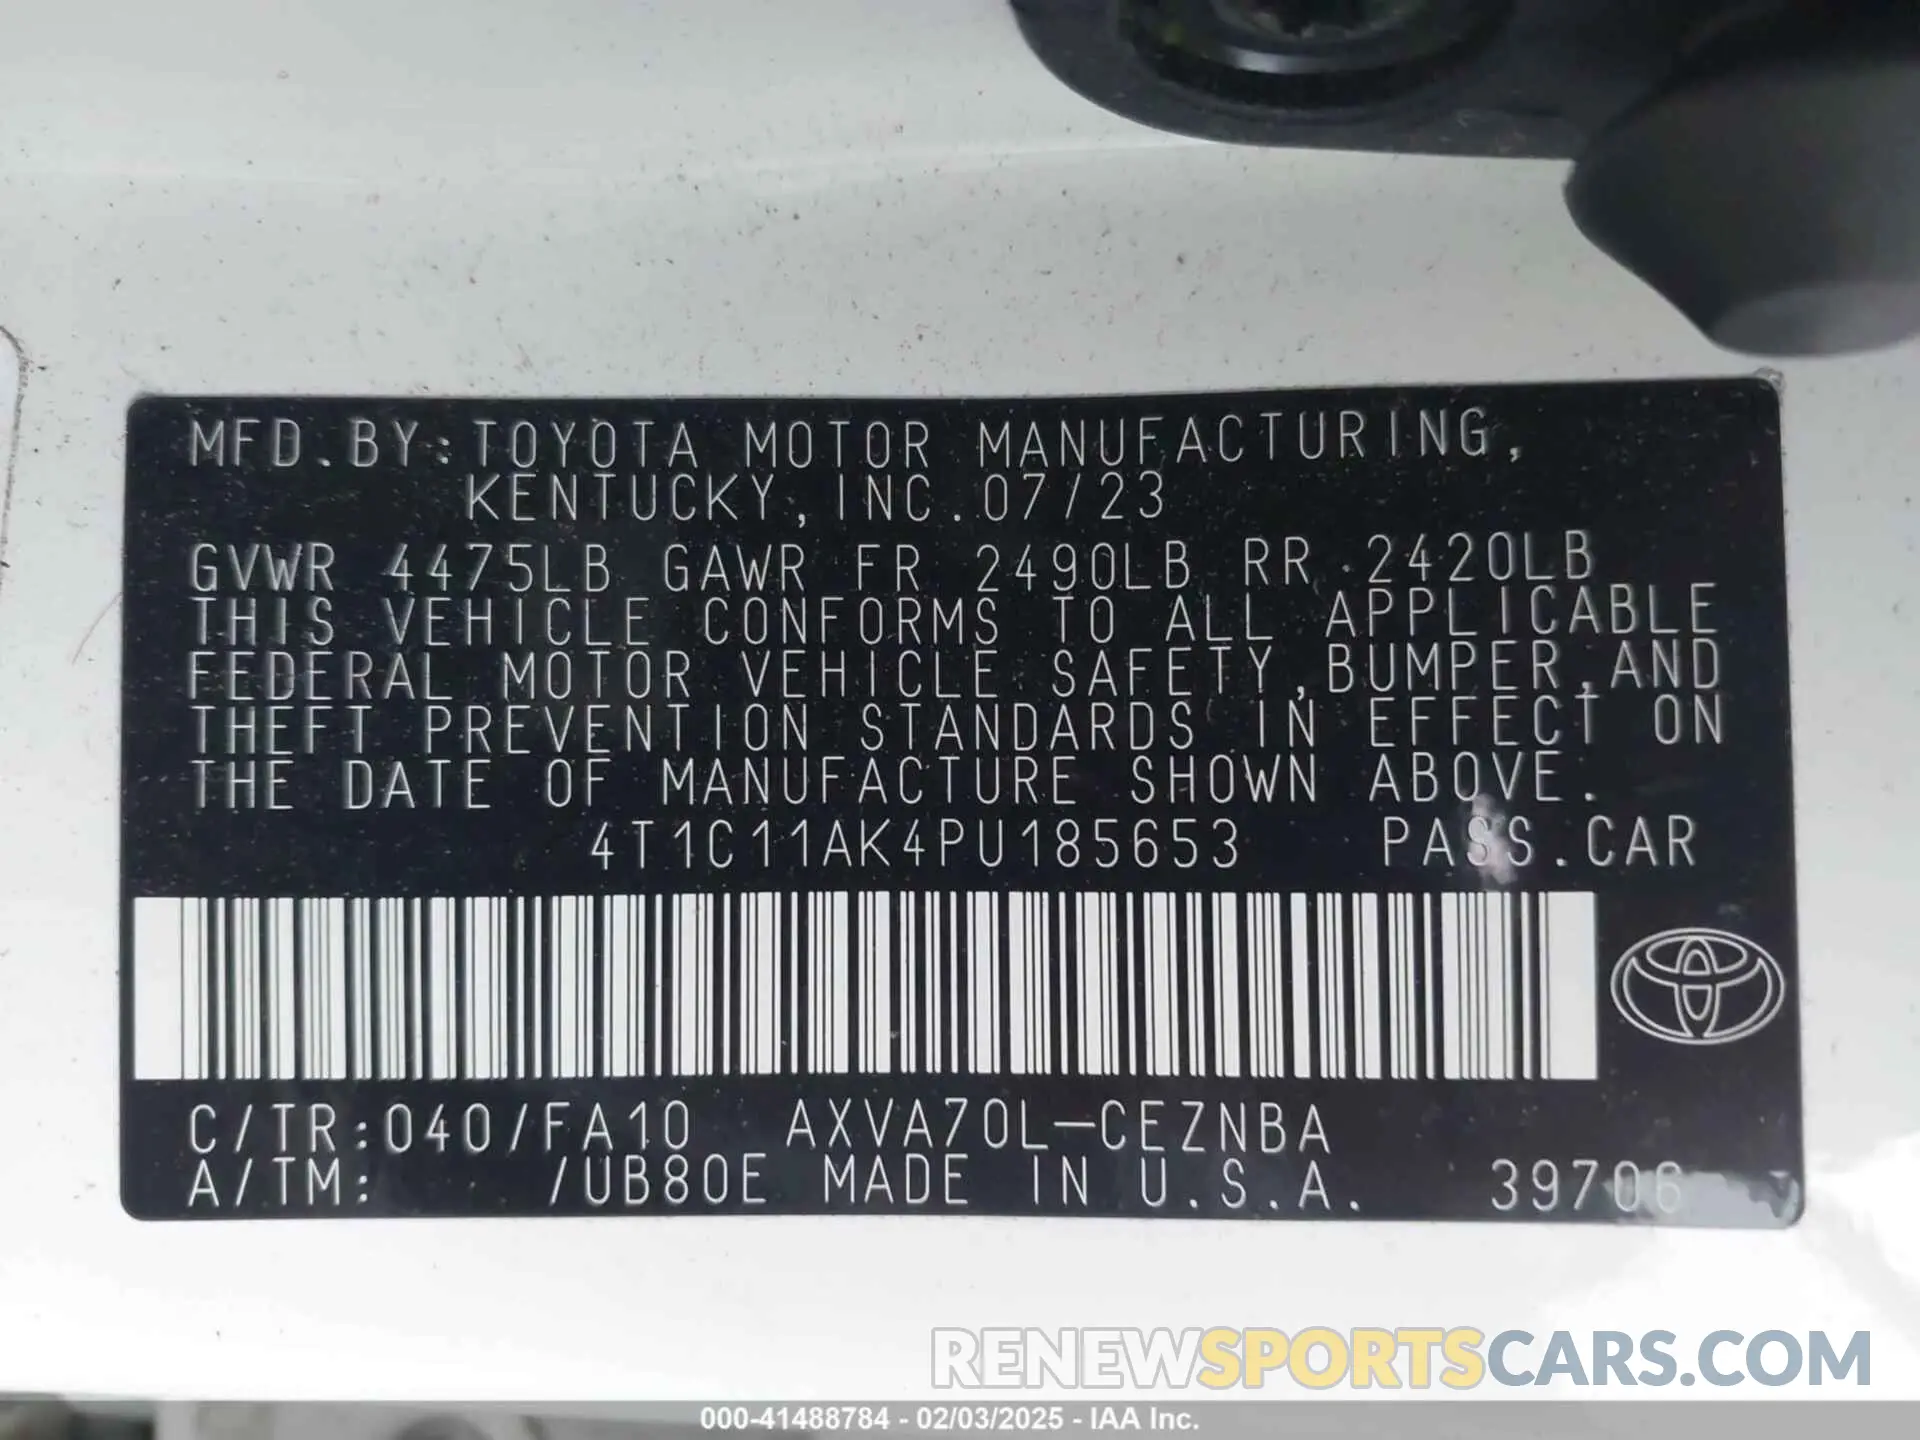 MFD.BY:TOYOTA MOTOR MANUFACTURING,
KENTUCKY, INC. 07/23
GVWR 4475LB GAWR FR 2490LB RR 2420LB
THIS VEHICLE CONFORMS TO ALL APPLICABLE
FEDERAL MOTOR VEHICLE SAFETY, BUMPER, AND
THEFT PREVENTION STANDARDS IN EFFECT ON
THE DATE OF MANUFACTURE SHOWN ABOVE.
4T1C11AK4PU185653 PASS.CAR
C/TR:040/FA10 AXVA70L-CEZNBA
A/TM: /UB80E MADE IN U.S.A. 39706
RENEWSPORTSCARS.COM
000-41488784 - 02/03/2025 - IAA Inc.